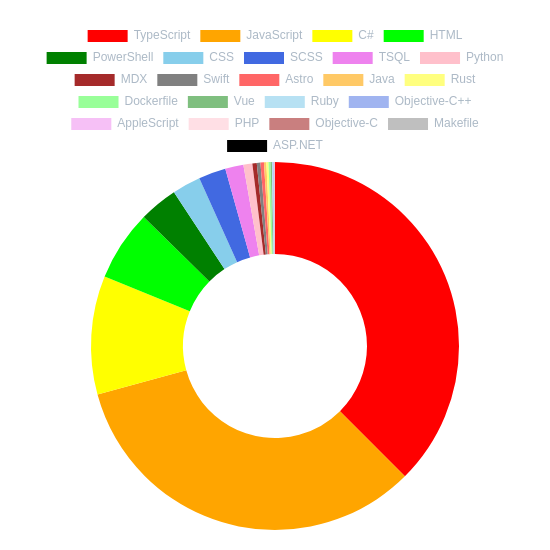 TypeScript JavaScript C# HTML
PowerShell CSS SCSS TSQL Python
MDX Swift Astro Java Rust
Dockerfile Vue Ruby Objective-C++
AppleScript PHP Objective-C Makefile
ASP.NET